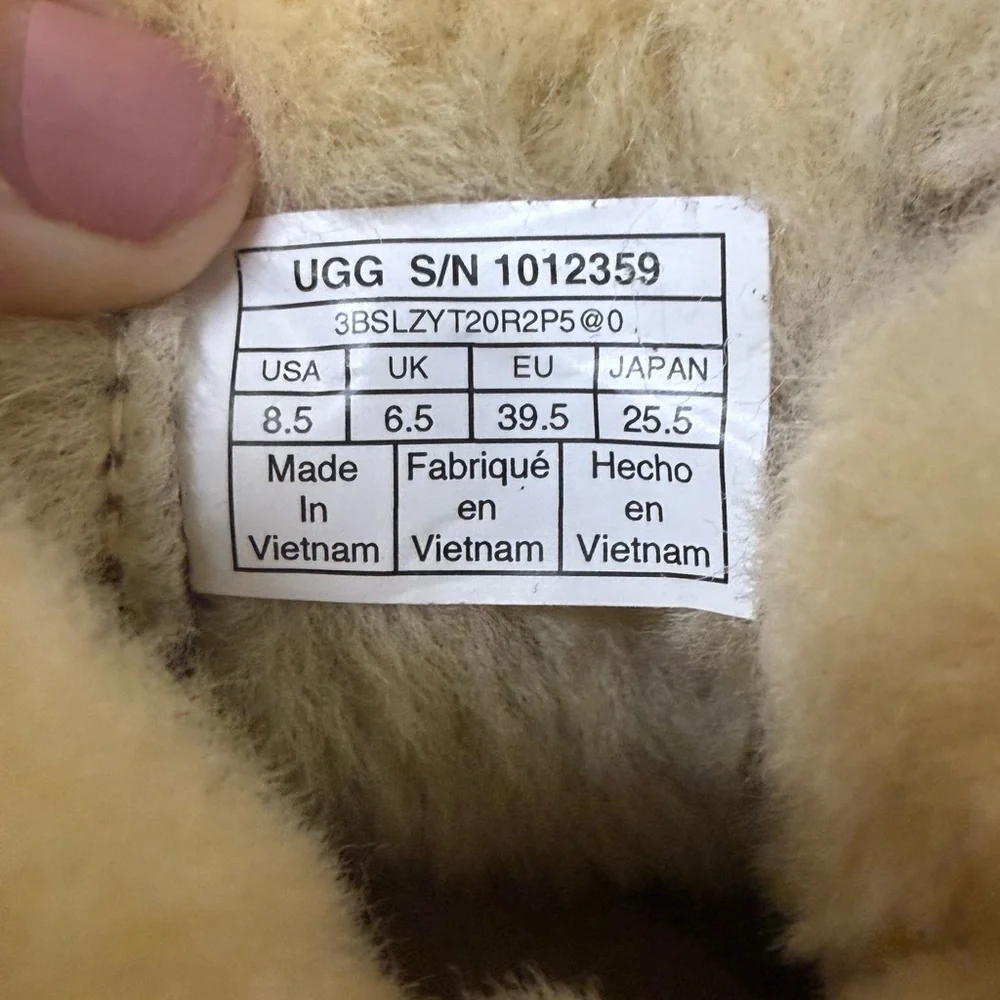 UGG S/N 1012359
3BSLZYT20R2P5@0
USA UK EU JAPAN
8.5 6.5 39.5 25.5
Made In Vietnam
Fabriqué en Vietnam
Hecho en Vietnam